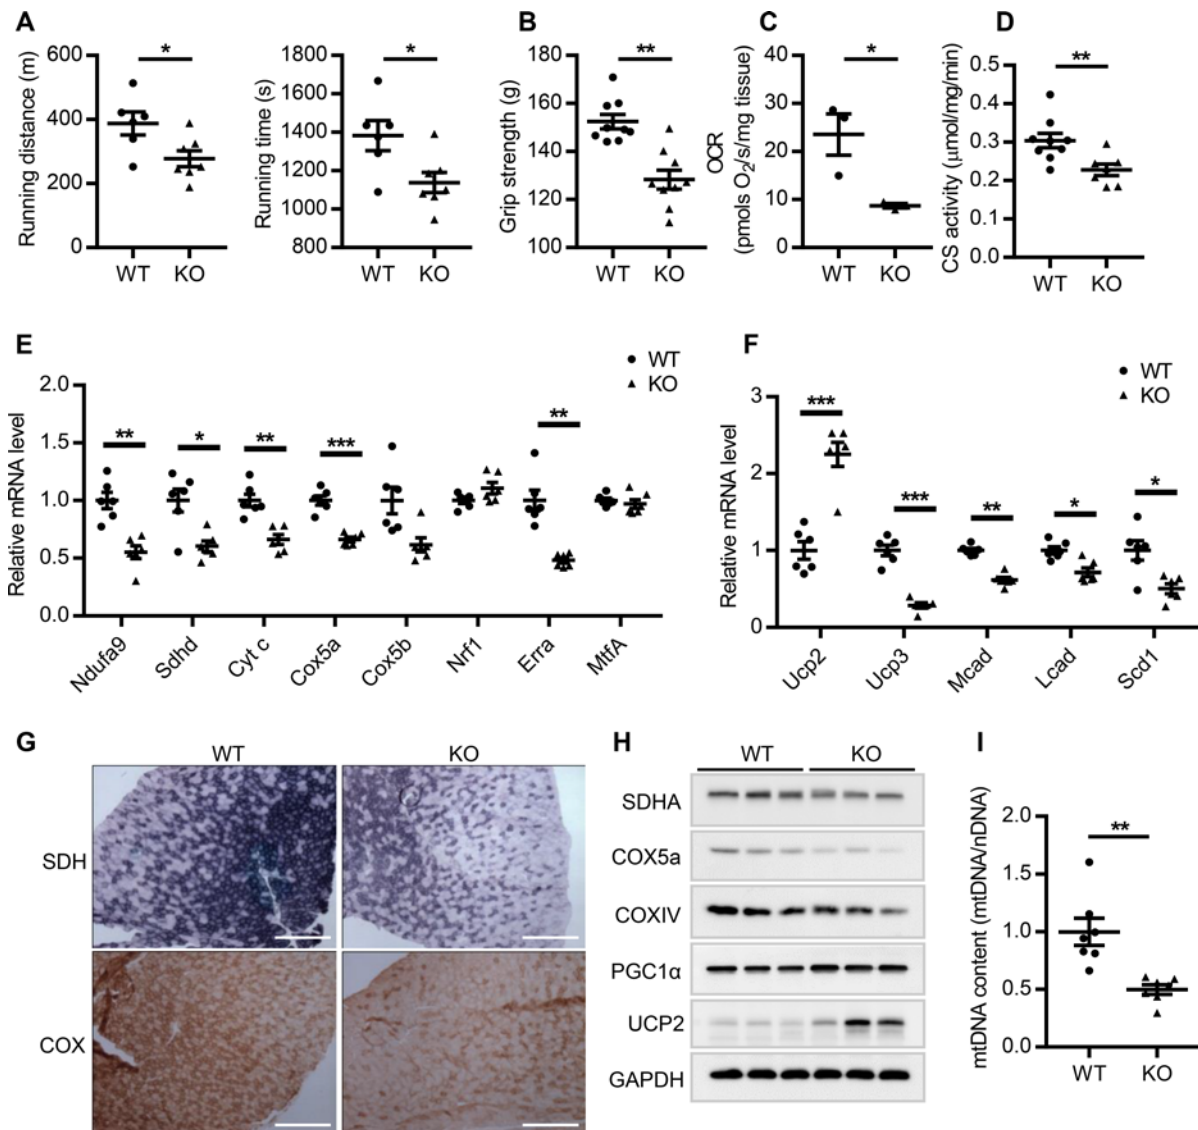 A
Running distance (m)
600
400
200
0
*
WT KO
Running time (s)
1800
1600
1400
1200
1000
800
*
WT KO
B
Grip strength (g)
180
160
140
120
100
**
WT KO
C
OCR
(pmols O2/s/mg tissue)
40
30
20
10
0
*
WT KO
D
CS activity (μmol/mg/min)
0.5
0.4
0.3
0.2
0.1
0.0
**
WT KO
E
WT
KO
Relative mRNA level
2.0
1.5
1.0
0.5
0.0
** * ** *** **
Ndufa9 Sdhd Cyt c Cox5a Cox5b Nrf1 Erra MtfA
F
WT
KO
Relative mRNA level
3
2
1
0
*** *** ** * *
Ucp2 Ucp3 Mcad Lcad Scd1
G
WT KO
SDH
COX
H
WT KO
SDHA
COX5a
COXIV
PGC1α
UCP2
GAPDH
I
mtDNA content (mtDNA/nDNA)
2.0
1.5
1.0
0.5
0.0
**
WT KO